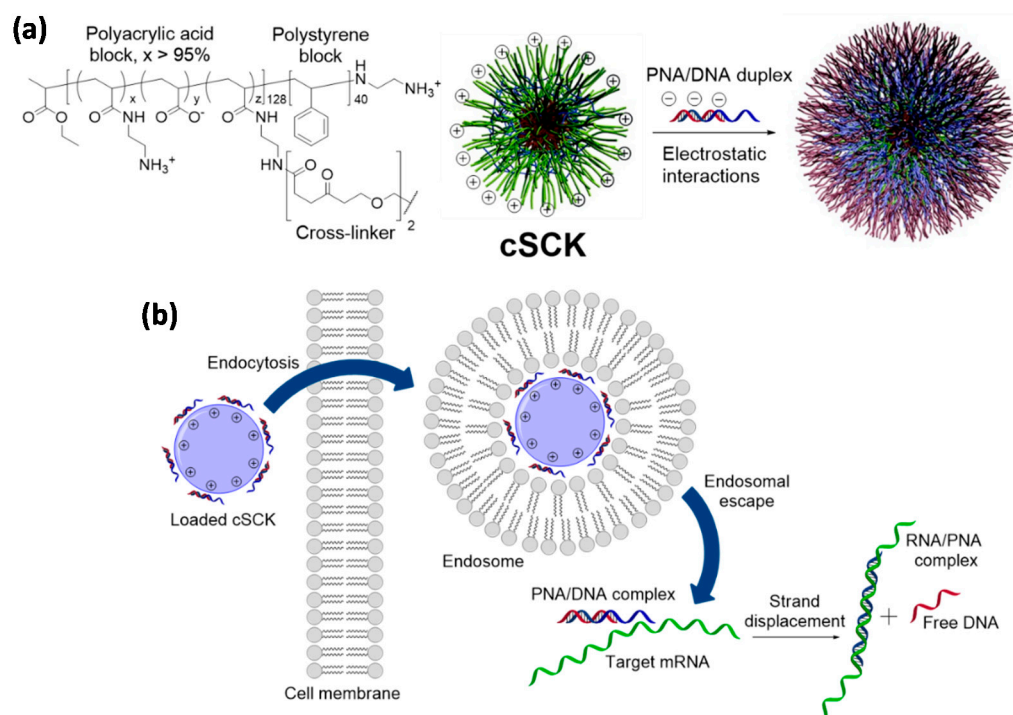 (a)
Polyacrylic acid
block, x > 95%
Polystyrene
block
x
y
z
128
40
O
O
O
O
O⁻
O
HN
HN
H
N
NH₃⁺
NH₃⁺
HN
O
O
O
2
Cross-linker
cSCK
PNA/DNA duplex
Electrostatic
interactions
(b)
Endocytosis
Loaded cSCK
Cell membrane
Endosome
Endosomal
escape
PNA/DNA complex
Target mRNA
Strand
displacement
RNA/PNA
complex
+
Free DNA